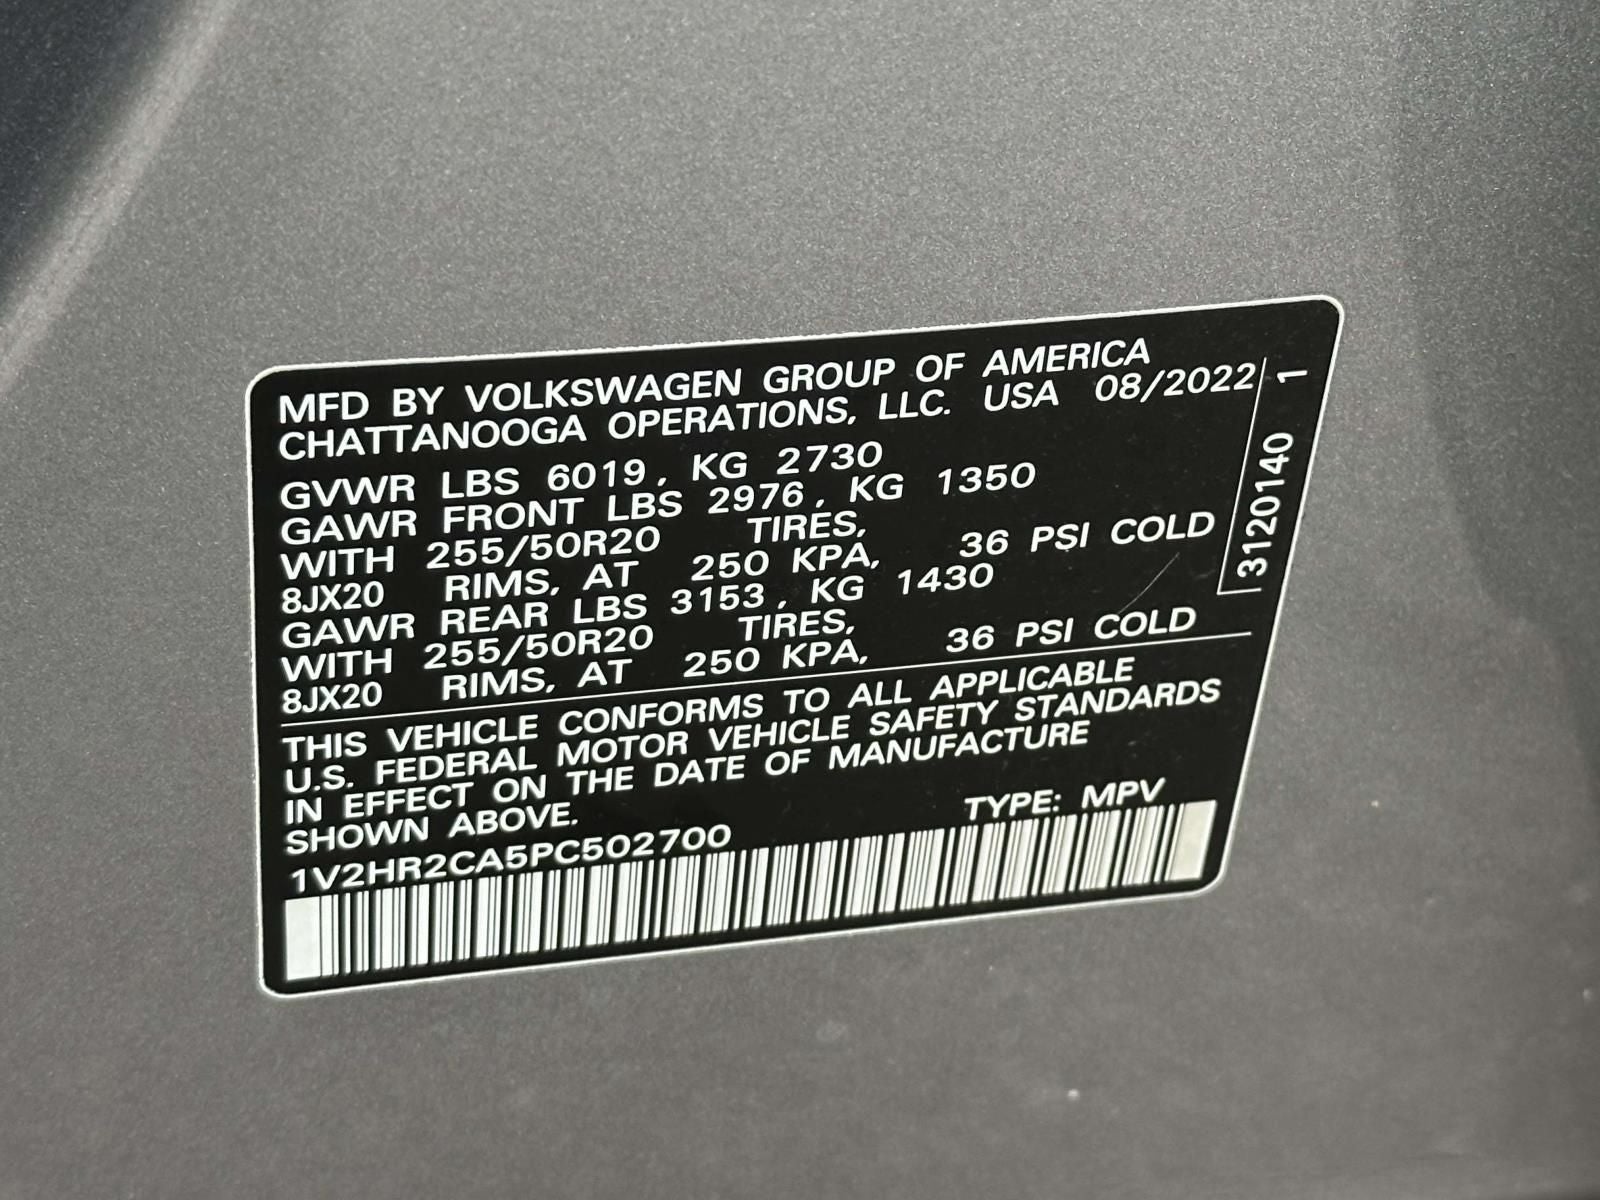 MFD BY VOLKSWAGEN GROUP OF AMERICA
CHATTANOOGA OPERATIONS, LLC. USA 08/2022
GVWR LBS 6019, KG 2730
GAWR FRONT LBS 2976, KG 1350
WITH 255/50R20 TIRES,
8JX20 RIMS, AT 250 KPA, 36 PSI COLD
GAWR REAR LBS 3153, KG 1430
WITH 255/50R20 TIRES,
8JX20 RIMS, AT 250 KPA, 36 PSI COLD
THIS VEHICLE CONFORMS TO ALL APPLICABLE
U.S. FEDERAL MOTOR VEHICLE SAFETY STANDARDS
IN EFFECT ON THE DATE OF MANUFACTURE
SHOWN ABOVE.
TYPE: MPV
1V2HR2CA5PC502700
3120140 1